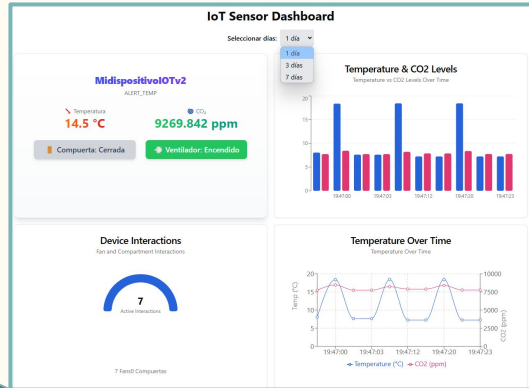 IoT Sensor Dashboard
Seleccionar días: 1 día
1 día
3 días
7 días
MidispositivoIOTv2
ALERT_TEMP
Temperatura
14.5 °C
CO₂
9269.842 ppm
Compuerta: Cerrada
Ventilador: Encendido
Temperature & CO2 Levels
Temperature vs CO2 Levels Over Time
20
15
10
5
0
19:47:00 19:47:03 19:47:12 19:47:20 19:47:23
Device Interactions
Fan and Compartment Interactions
7
Active Interactions
7 Fans0 Compuertas
Temperature Over Time
Temperature Over Time
20
15
10
5
0
Temp (°C)
10000
7500
5000
2500
0
CO2 (ppm)
19:47:00 19:47:03 19:47:12 19:47:20 19:47:23
Temperature (°C) CO2 (ppm)